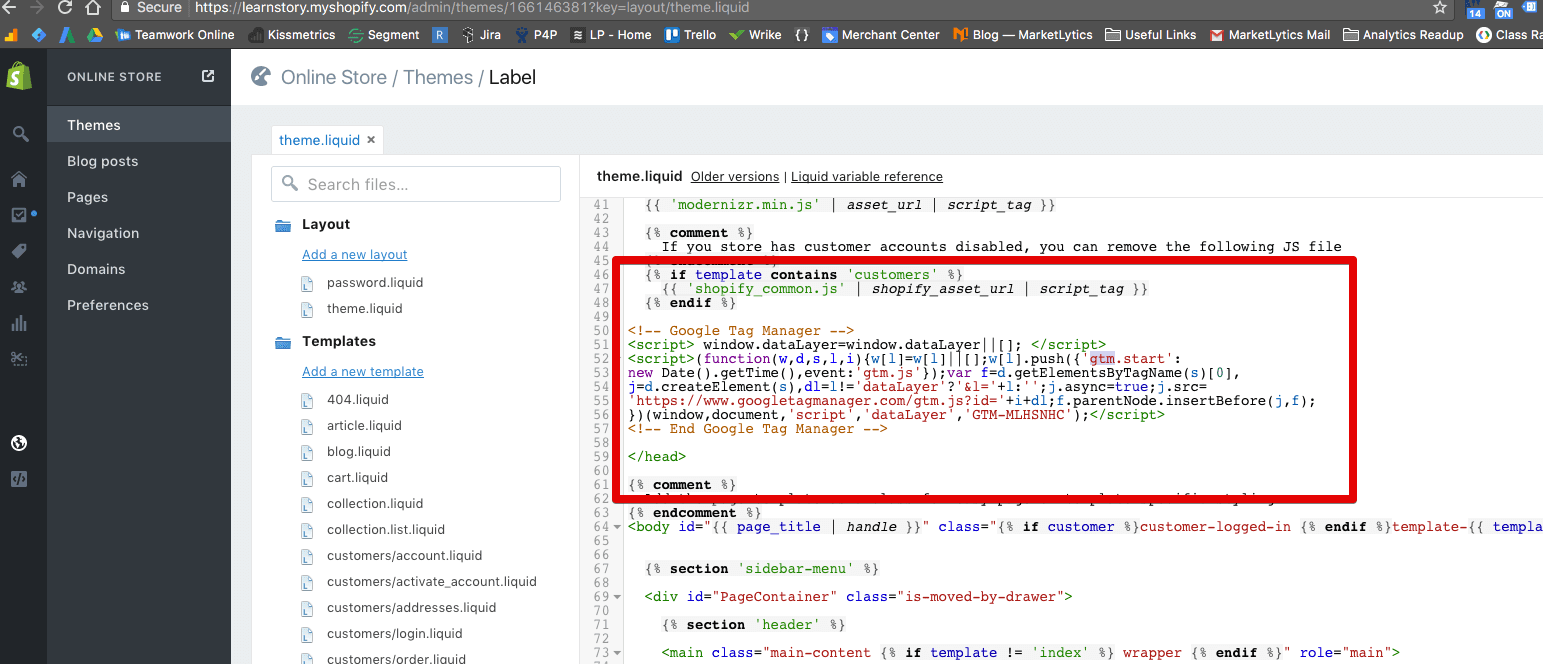 Secure https://learnstory.myshopify.com/admin/themes/166146381?key=layout/theme.liquid
14 ON
Teamwork Online Kissmetrics Segment R Jira P4P LP - Home Trello Wrike {} Merchant Center Blog — MarketLytics Useful Links MarketLytics Mail Analytics Readup Class Ra
ONLINE STORE
Themes
Blog posts
Pages
Navigation
Domains
Preferences
Online Store / Themes / Label
theme.liquid ×
Search files...
Layout
Add a new layout
password.liquid
theme.liquid
Templates
Add a new template
404.liquid
article.liquid
blog.liquid
cart.liquid
collection.liquid
collection.list.liquid
customers/account.liquid
customers/activate_account.liquid
customers/addresses.liquid
customers/login.liquid
customers/order.liquid
theme.liquid Older versions | Liquid variable reference
41 {{ 'modernizr.min.js' | asset_url | script_tag }}
42
43 {% comment %}
44 If you store has customer accounts disabled, you can remove the following JS file
45
46 {% if template contains 'customers' %}
47 {{ 'shopify_common.js' | shopify_asset_url | script_tag }}
48 {% endif %}
49
50 <!-- Google Tag Manager -->
51 <script> window.dataLayer=window.dataLayer||[]; </script>
52 <script>(function(w,d,s,l,i){w[l]=w[l]||[];w[l].push({'gtm.start':
53 new Date().getTime(),event:'gtm.js'});var f=d.getElementsByTagName(s)[0],
54 j=d.createElement(s),dl=l!='dataLayer'?'&l='+l:'';j.async=true;j.src=
55 'https://www.googletagmanager.com/gtm.js?id='+i+dl;f.parentNode.insertBefore(j,f);
56 })(window,document,'script','dataLayer','GTM-MLHSNHC');</script>
57 <!-- End Google Tag Manager -->
58
59 </head>
60
61 {% comment %}
62
63 {% endcomment %}
64 <body id="{{ page_title | handle }}" class="{% if customer %}customer-logged-in {% endif %}template-{{ templa
65
66
67 {% section 'sidebar-menu' %}
68
69 <div id="PageContainer" class="is-moved-by-drawer">
70
71 {% section 'header' %}
72
73 <main class="main-content {% if template != 'index' %} wrapper {% endif %}" role="main">